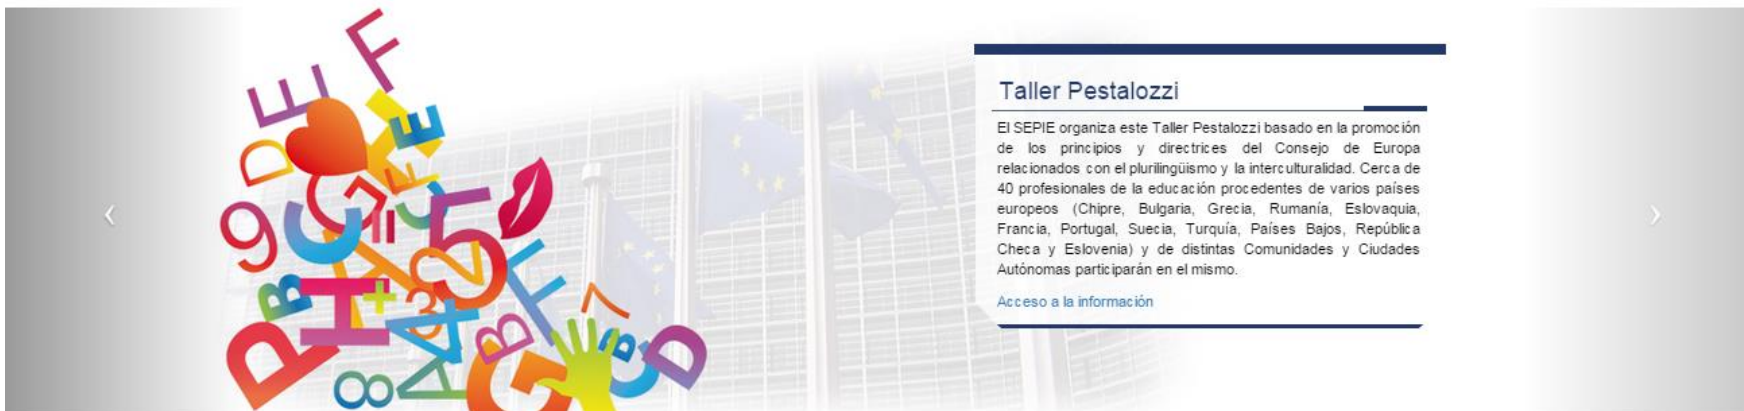 Taller Pestalozzi
El SEPIE organiza este Taller Pestalozzi basado en la promoción
de los principios y directrices del Consejo de Europa
relacionados con el plurilingüismo y la interculturalidad. Cerca de
40 profesionales de la educación procedentes de varios países
europeos (Chipre, Bulgaria, Grecia, Rumanía, Eslovaquia,
Francia, Portugal, Suecia, Turquía, Países Bajos, República
Checa y Eslovenia) y de distintas Comunidades y Ciudades
Autónomas participarán en el mismo.
Acceso a la información